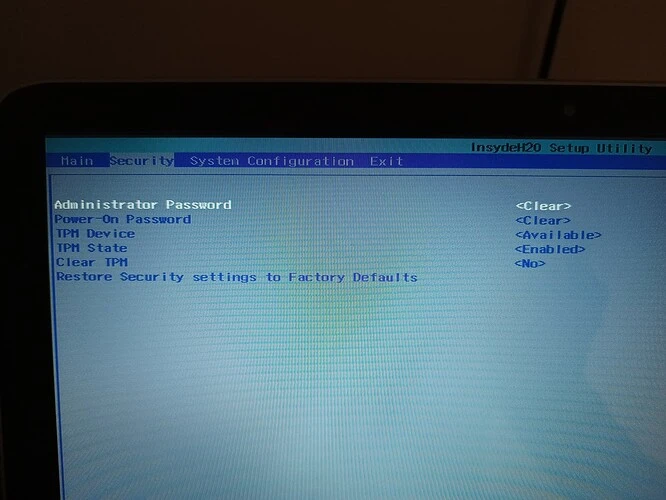 InsydeH2O Setup Utility
Main Security System Configuration Exit
Administrator Password <Clear>
Power-On Password <Clear>
TPM Device <Available>
TPM State <Enabled>
Clear TPM <No>
Restore Security settings to Factory Defaults